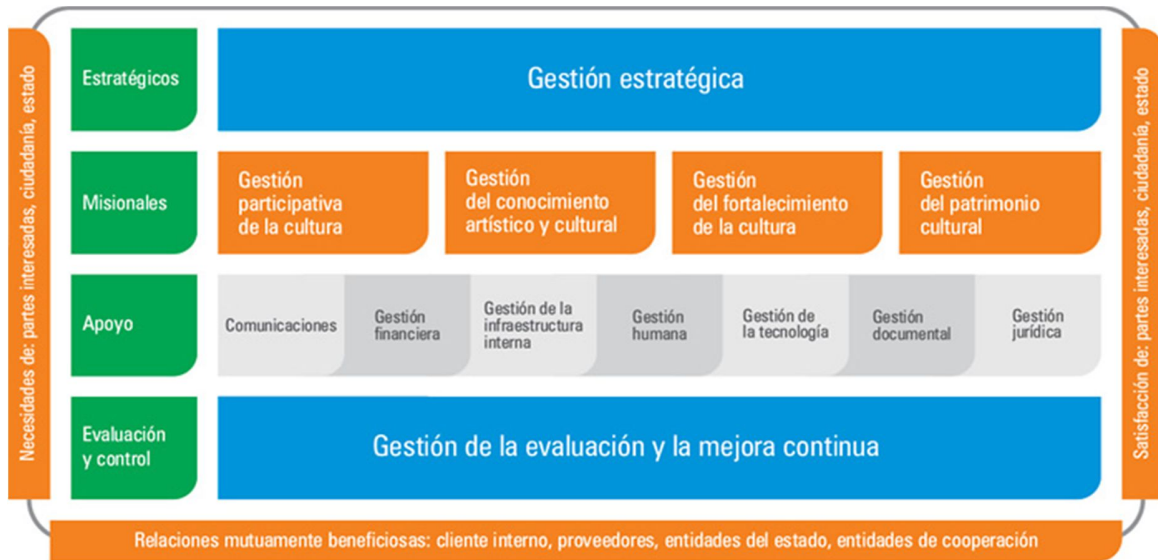 Necesidades de: partes interesadas, ciudadanía, estado
Estratégicos
Gestión estratégica
Misionales
Gestión
participativa
de la cultura
Gestión
del conocimiento
artístico y cultural
Gestión
del fortalecimiento
de la cultura
Gestión
del patrimonio
cultural
Apoyo
Comunicaciones
Gestión
financiera
Gestión de la
infraestructura
interna
Gestión
humana
Gestión de
la tecnología
Gestión
documental
Gestión
jurídica
Evaluación
y control
Gestión de la evaluación y la mejora continua
Satisfacción de: partes interesadas, ciudadanía, estado
Relaciones mutuamente beneficiosas: cliente interno, proveedores, entidades del estado, entidades de cooperación